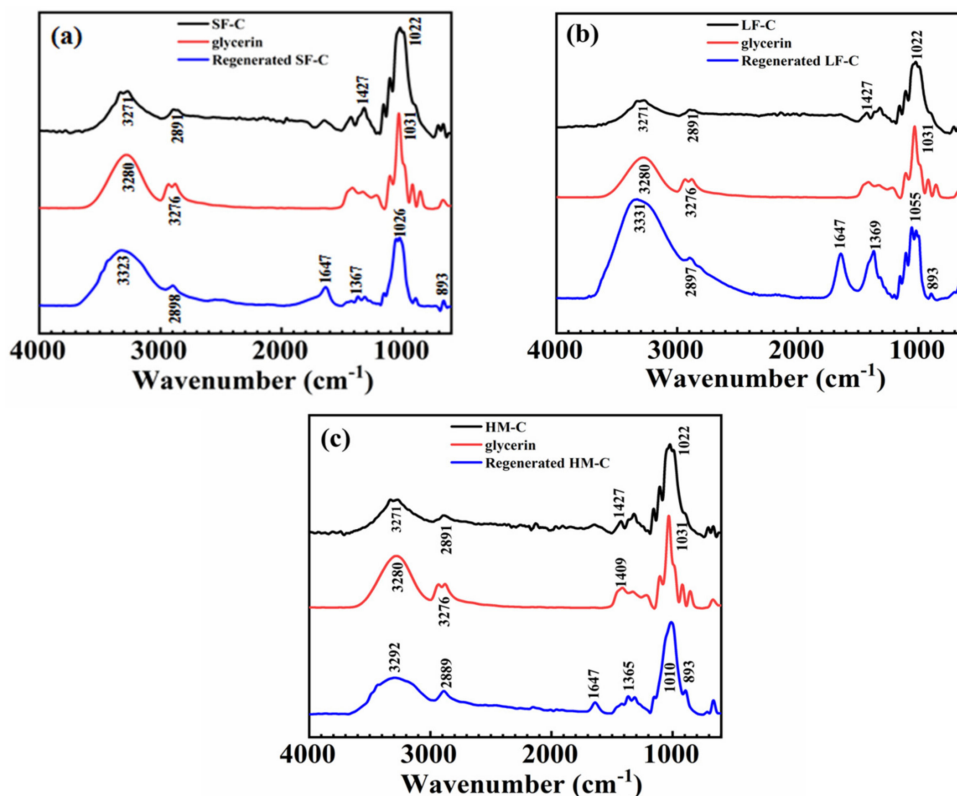 (a)
SF-C
glycerin
Regenerated SF-C
1022
1427
3271
2891
1031
3280
3276
1026
3323
2898
1647
1367
893
4000 3000 2000 1000
Wavenumber (cm-1)
(b)
LF-C
glycerin
Regenerated LF-C
1022
1427
3271
2891
1031
3280
3276
1055
3331
2897
1647
1369
893
4000 3000 2000 1000
Wavenumber (cm-1)
(c)
HM-C
glycerin
Regenerated HM-C
1022
1427
3271
2891
1031
3280
3276
1409
3292
2889
1647
1365
1010
893
4000 3000 2000 1000
Wavenumber (cm-1)